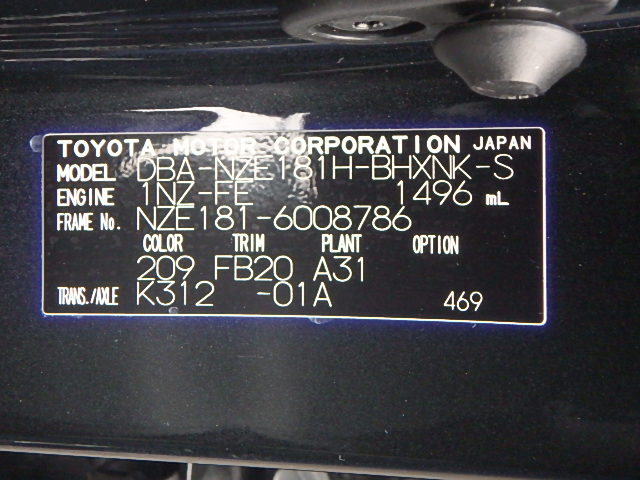 TOYOTA MOTOR CORPORATION JAPAN
MODEL DBA-NZE181H-BHXNK-S
ENGINE 1NZ-FE 1496 mL
FRAME No. NZE181-6008786
COLOR TRIM PLANT OPTION
209 FB20 A31
TRANS./AXLE K312 -01A 469